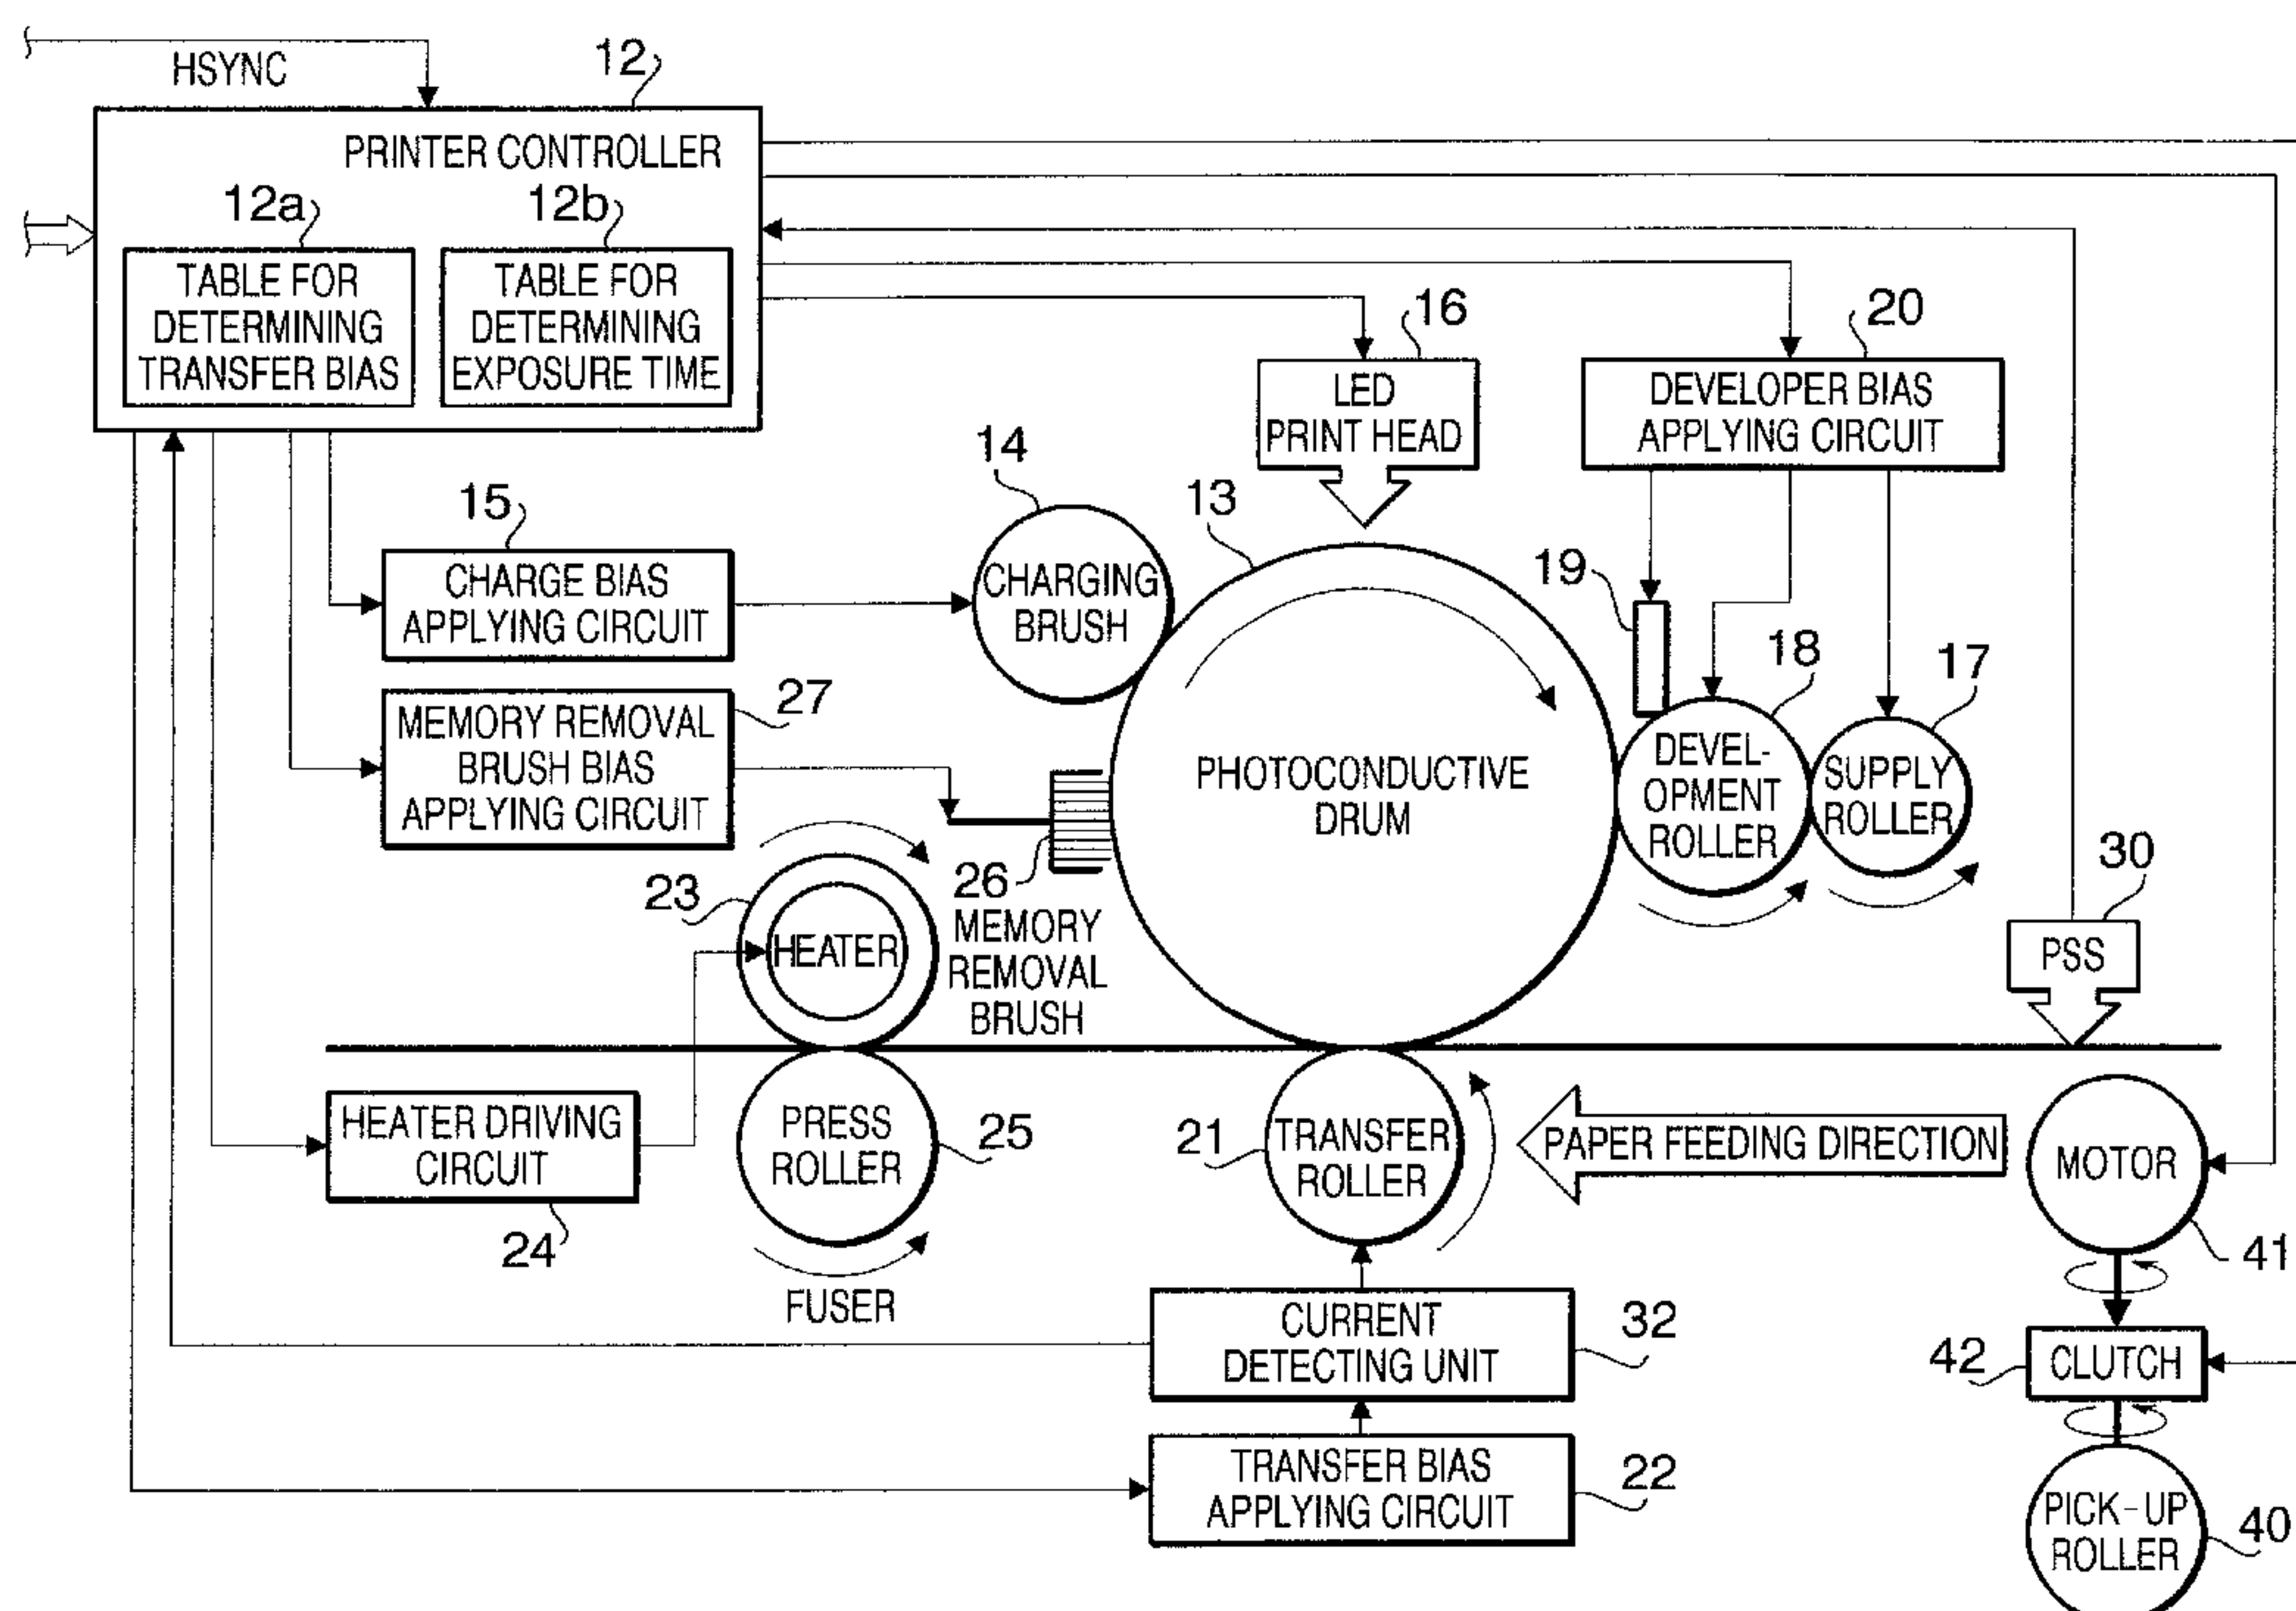 HSYNC
12
PRINTER CONTROLLER
12a
12b
TABLE FOR
DETERMINING
TRANSFER BIAS
TABLE FOR
DETERMINING
EXPOSURE TIME
16
LED
PRINT HEAD
20
DEVELOPER BIAS
APPLYING CIRCUIT
14
CHARGING
BRUSH
13
15
CHARGE BIAS
APPLYING CIRCUIT
19
18
17
27
MEMORY REMOVAL
BRUSH BIAS
APPLYING CIRCUIT
PHOTOCONDUCTIVE
DRUM
DEVEL-
OPMENT
ROLLER
SUPPLY
ROLLER
30
PSS
23
HEATER
26
MEMORY
REMOVAL
BRUSH
HEATER DRIVING
CIRCUIT
24
PRESS
ROLLER
25
FUSER
21
TRANSFER
ROLLER
PAPER FEEDING DIRECTION
MOTOR
41
CURRENT
DETECTING UNIT
32
42
CLUTCH
TRANSFER BIAS
APPLYING CIRCUIT
22
PICK-UP
ROLLER
40